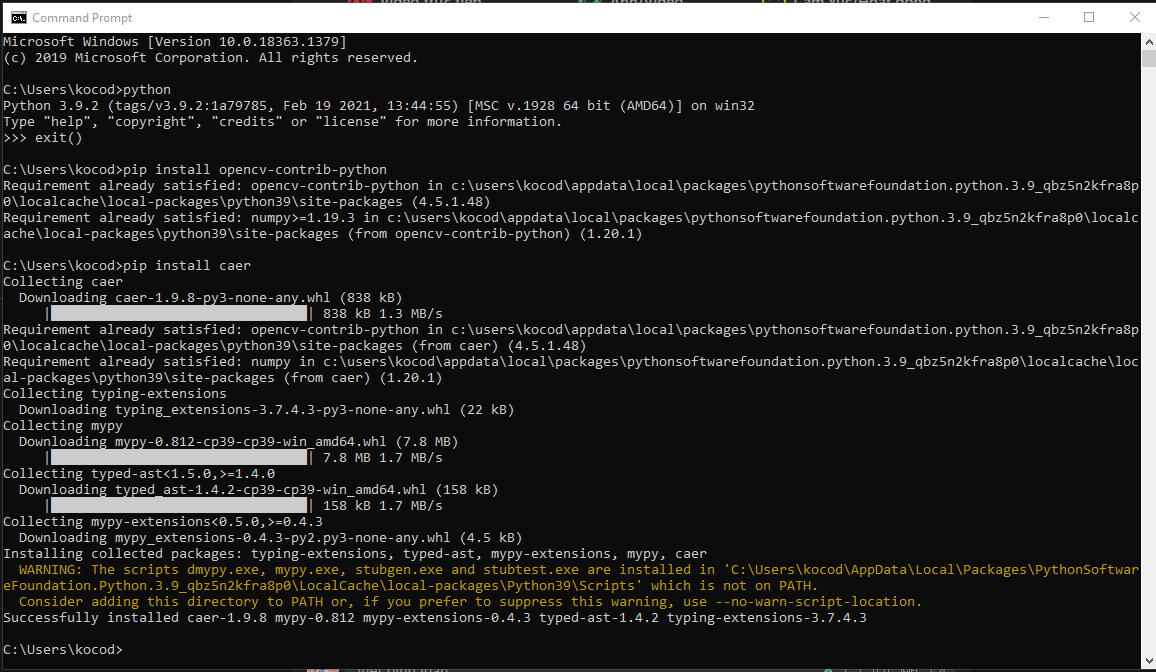 Command Prompt
Microsoft Windows [Version 10.0.18363.1379]
(c) 2019 Microsoft Corporation. All rights reserved.
C:\Users\kocod>python
Python 3.9.2 (tags/v3.9.2:1a79785, Feb 19 2021, 13:44:55) [MSC v.1928 64 bit (AMD64)] on win32
Type "help", "copyright", "credits" or "license" for more information.
>>> exit()
C:\Users\kocod>pip install opencv-contrib-python
Requirement already satisfied: opencv-contrib-python in c:\users\kocod\appdata\local\packages\pythonsoftwarefoundation.python.3.9_qbz5n2kfra8p
0\localcache\local-packages\python39\site-packages (4.5.1.48)
Requirement already satisfied: numpy>=1.19.3 in c:\users\kocod\appdata\local\packages\pythonsoftwarefoundation.python.3.9_qbz5n2kfra8p0\localc
ache\local-packages\python39\site-packages (from opencv-contrib-python) (1.20.1)
C:\Users\kocod>pip install caer
Collecting caer
  Downloading caer-1.9.8-py3-none-any.whl (838 kB)
     |████████████████████████████████| 838 kB 1.3 MB/s
Requirement already satisfied: opencv-contrib-python in c:\users\kocod\appdata\local\packages\pythonsoftwarefoundation.python.3.9_qbz5n2kfra8p
0\localcache\local-packages\python39\site-packages (from caer) (4.5.1.48)
Requirement already satisfied: numpy in c:\users\kocod\appdata\local\packages\pythonsoftwarefoundation.python.3.9_qbz5n2kfra8p0\localcache\loc
al-packages\python39\site-packages (from caer) (1.20.1)
Collecting typing-extensions
  Downloading typing_extensions-3.7.4.3-py3-none-any.whl (22 kB)
Collecting mypy
  Downloading mypy-0.812-cp39-cp39-win_amd64.whl (7.8 MB)
     |████████████████████████████████| 7.8 MB 1.7 MB/s
Collecting typed-ast<1.5.0,>=1.4.0
  Downloading typed_ast-1.4.2-cp39-cp39-win_amd64.whl (158 kB)
     |████████████████████████████████| 158 kB 1.7 MB/s
Collecting mypy-extensions<0.5.0,>=0.4.3
  Downloading mypy_extensions-0.4.3-py2.py3-none-any.whl (4.5 kB)
Installing collected packages: typing-extensions, typed-ast, mypy-extensions, mypy, caer
  WARNING: The scripts dmypy.exe, mypy.exe, stubgen.exe and stubtest.exe are installed in 'C:\Users\kocod\AppData\Local\Packages\PythonSoftwar
eFoundation.Python.3.9_qbz5n2kfra8p0\LocalCache\local-packages\Python39\Scripts' which is not on PATH.
  Consider adding this directory to PATH or, if you prefer to suppress this warning, use --no-warn-script-location.
Successfully installed caer-1.9.8 mypy-0.812 mypy-extensions-0.4.3 typed-ast-1.4.2 typing-extensions-3.7.4.3
C:\Users\kocod>